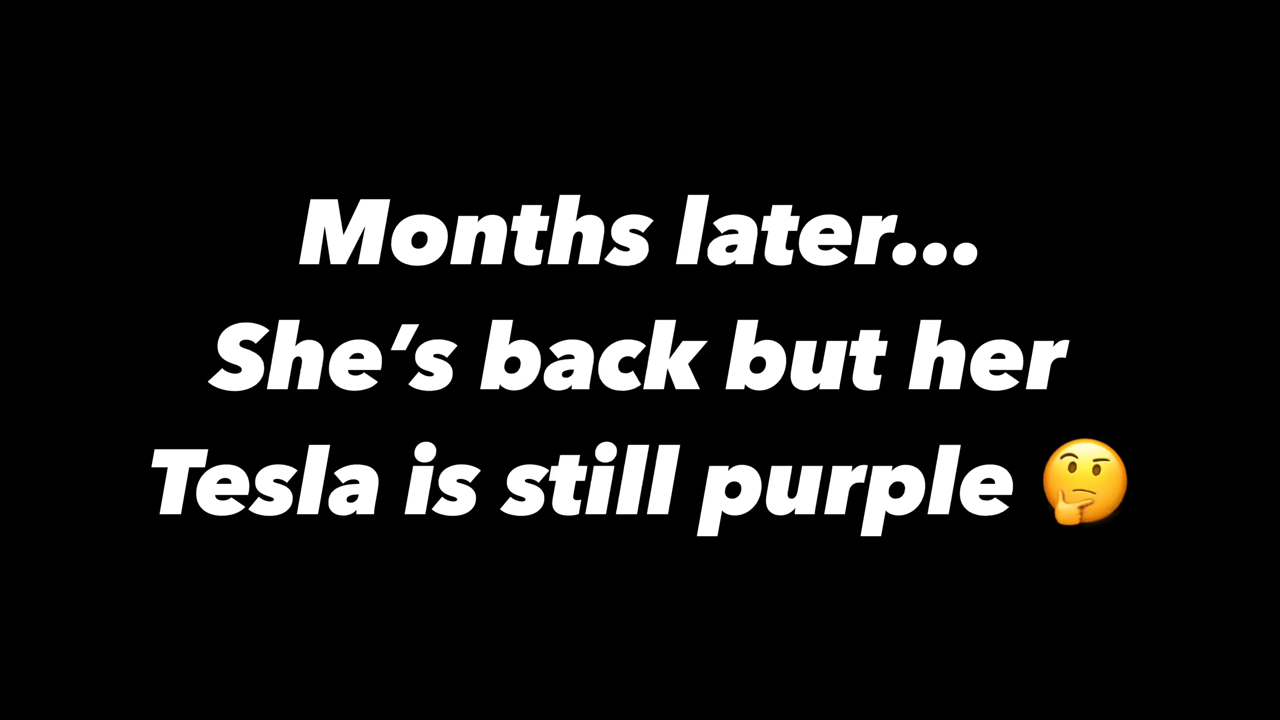 Months later...
She’s back but her
Tesla is still purple 🤔